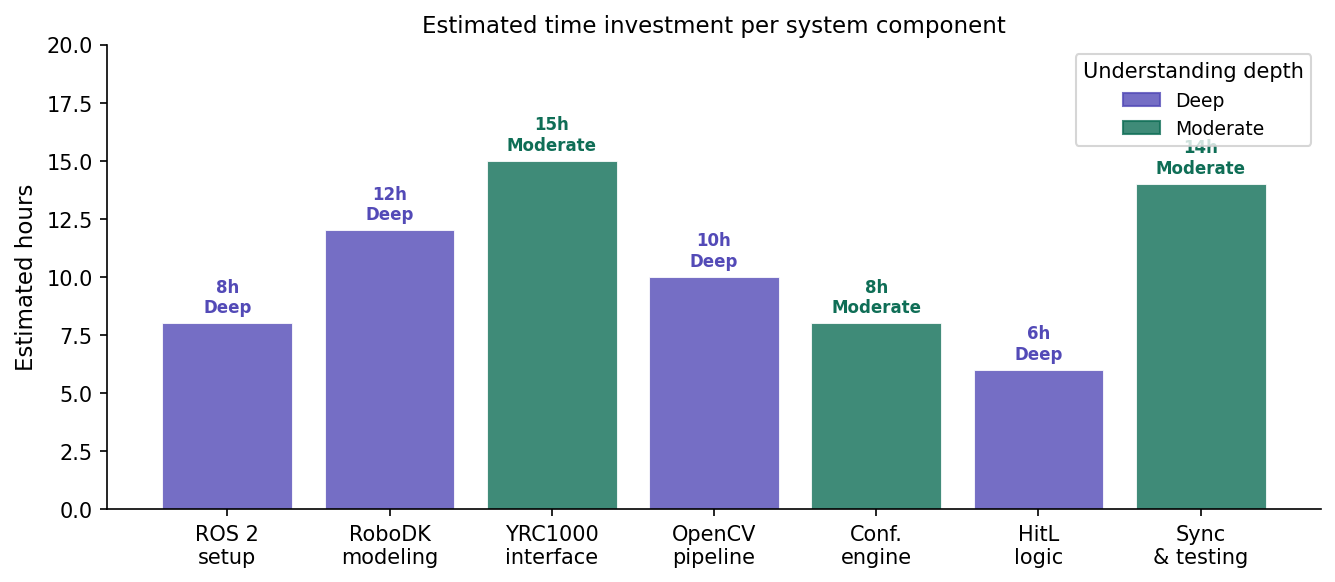 Estimated time investment per system component
Estimated hours
20.0
17.5
15.0
12.5
10.0
7.5
5.0
2.5
0.0
Understanding depth
Deep
Moderate
8h
Deep
12h
Deep
15h
Moderate
10h
Deep
8h
Moderate
6h
Deep
14h
Moderate
ROS 2
setup
RoboDK
modeling
YRC1000
interface
OpenCV
pipeline
Conf.
engine
HitL
logic
Sync
& testing